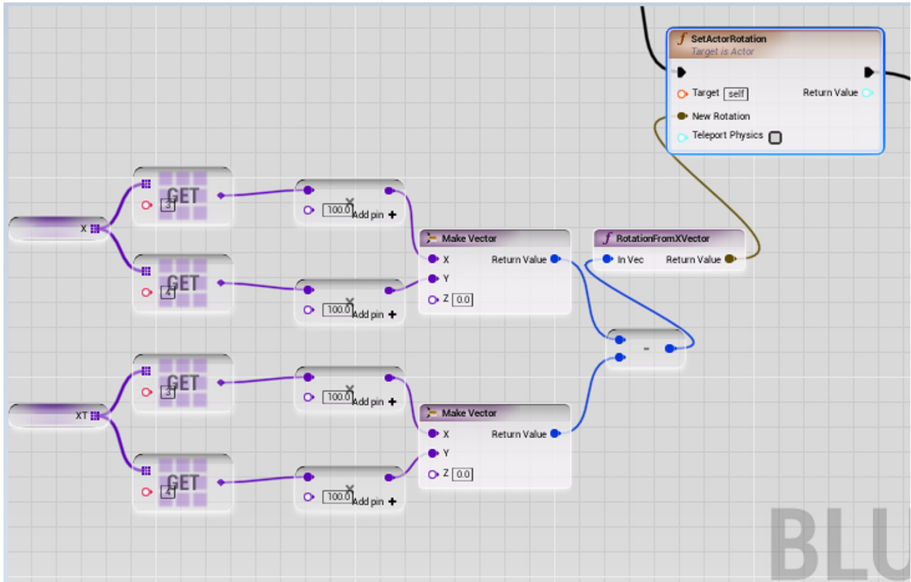 SetActorRotation
Target is Actor
Target self
Return Value
New Rotation
Teleport Physics
X
GET
3
100.0
Add pin +
GET
4
100.0
Add pin +
Make Vector
X
Return Value
Y
Z 0.0
RotationFromXVector
In Vec
Return Value
-
XT
GET
3
100.0
Add pin +
GET
4
100.0
Add pin +
Make Vector
X
Return Value
Y
Z 0.0
BLU